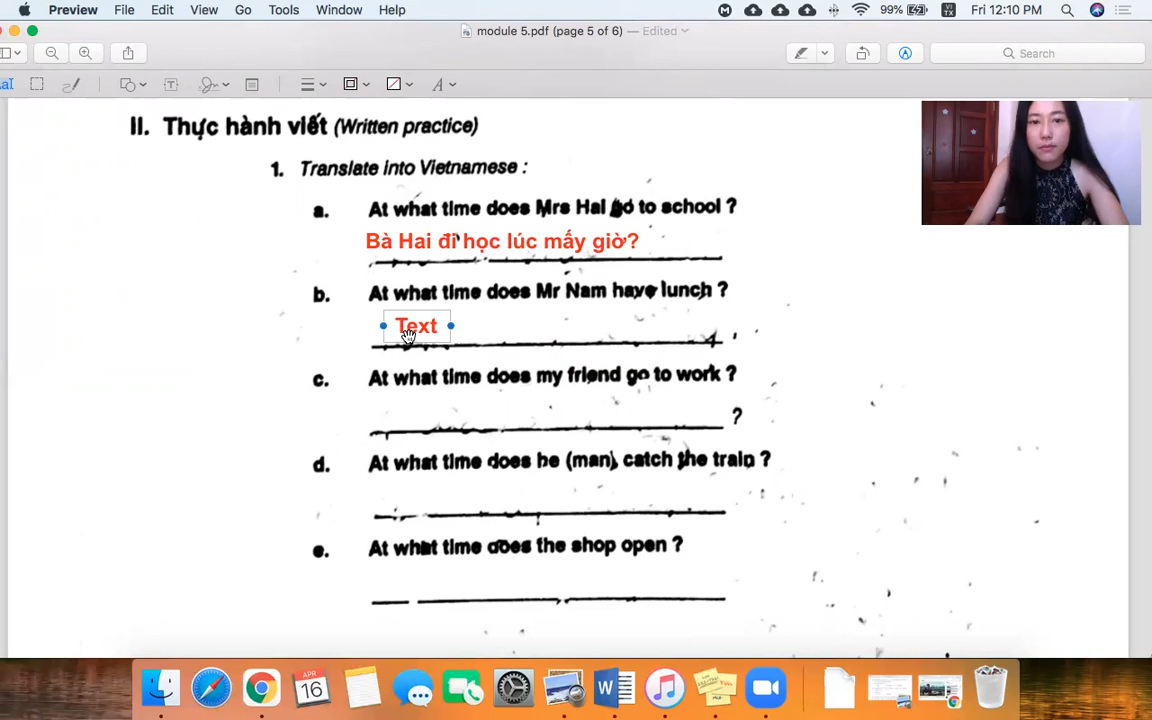 Preview File Edit View Go Tools Window Help
99%
VI
TX
Fri 12:10 PM
module 5.pdf (page 5 of 6) — Edited
Search
II. Thực hành viết (Written practice)
1. Translate into Vietnamese :
a. At what time does Mrs Hai go to school ?
Bà Hai đi học lúc mấy giờ?
b. At what time does Mr Nam have lunch ?
Text
c. At what time does my friend go to work ?
?
d. At what time does he (man) catch the train ?
e. At what time does the shop open ?
APR
16